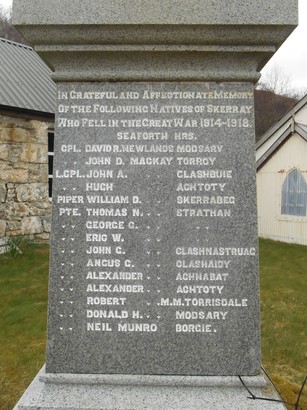 IN GRATEFUL AND AFFECTIONATE MEMORY
OF THE FOLLOWING NATIVES OF SKERRAY
WHO FELL IN THE GREAT WAR 1914-1918.
SEAFORTH HRS.
CPL. DAVID R. NEWLANDS MODSARY
" JOHN D. MACKAY TORROY
L.CPL. JOHN A. " CLASHBUIE
" HUGH " ACHTOTY
PIPER WILLIAM D. " SKERRABEG
PTE. THOMAS N. " STRATHAN
" GEORGE C. " "
" ERIC W. "
" JOHN G. " CLASHNASTRUAG
" ANGUS G. " CLASHAIDY
" ALEXANDER " ACHNABAT
" ALEXANDER " ACHTOTY
" ROBERT " M.M. TORRISDALE
" DONALD H. " MODSARY
" NEIL MUNRO BORGIE.